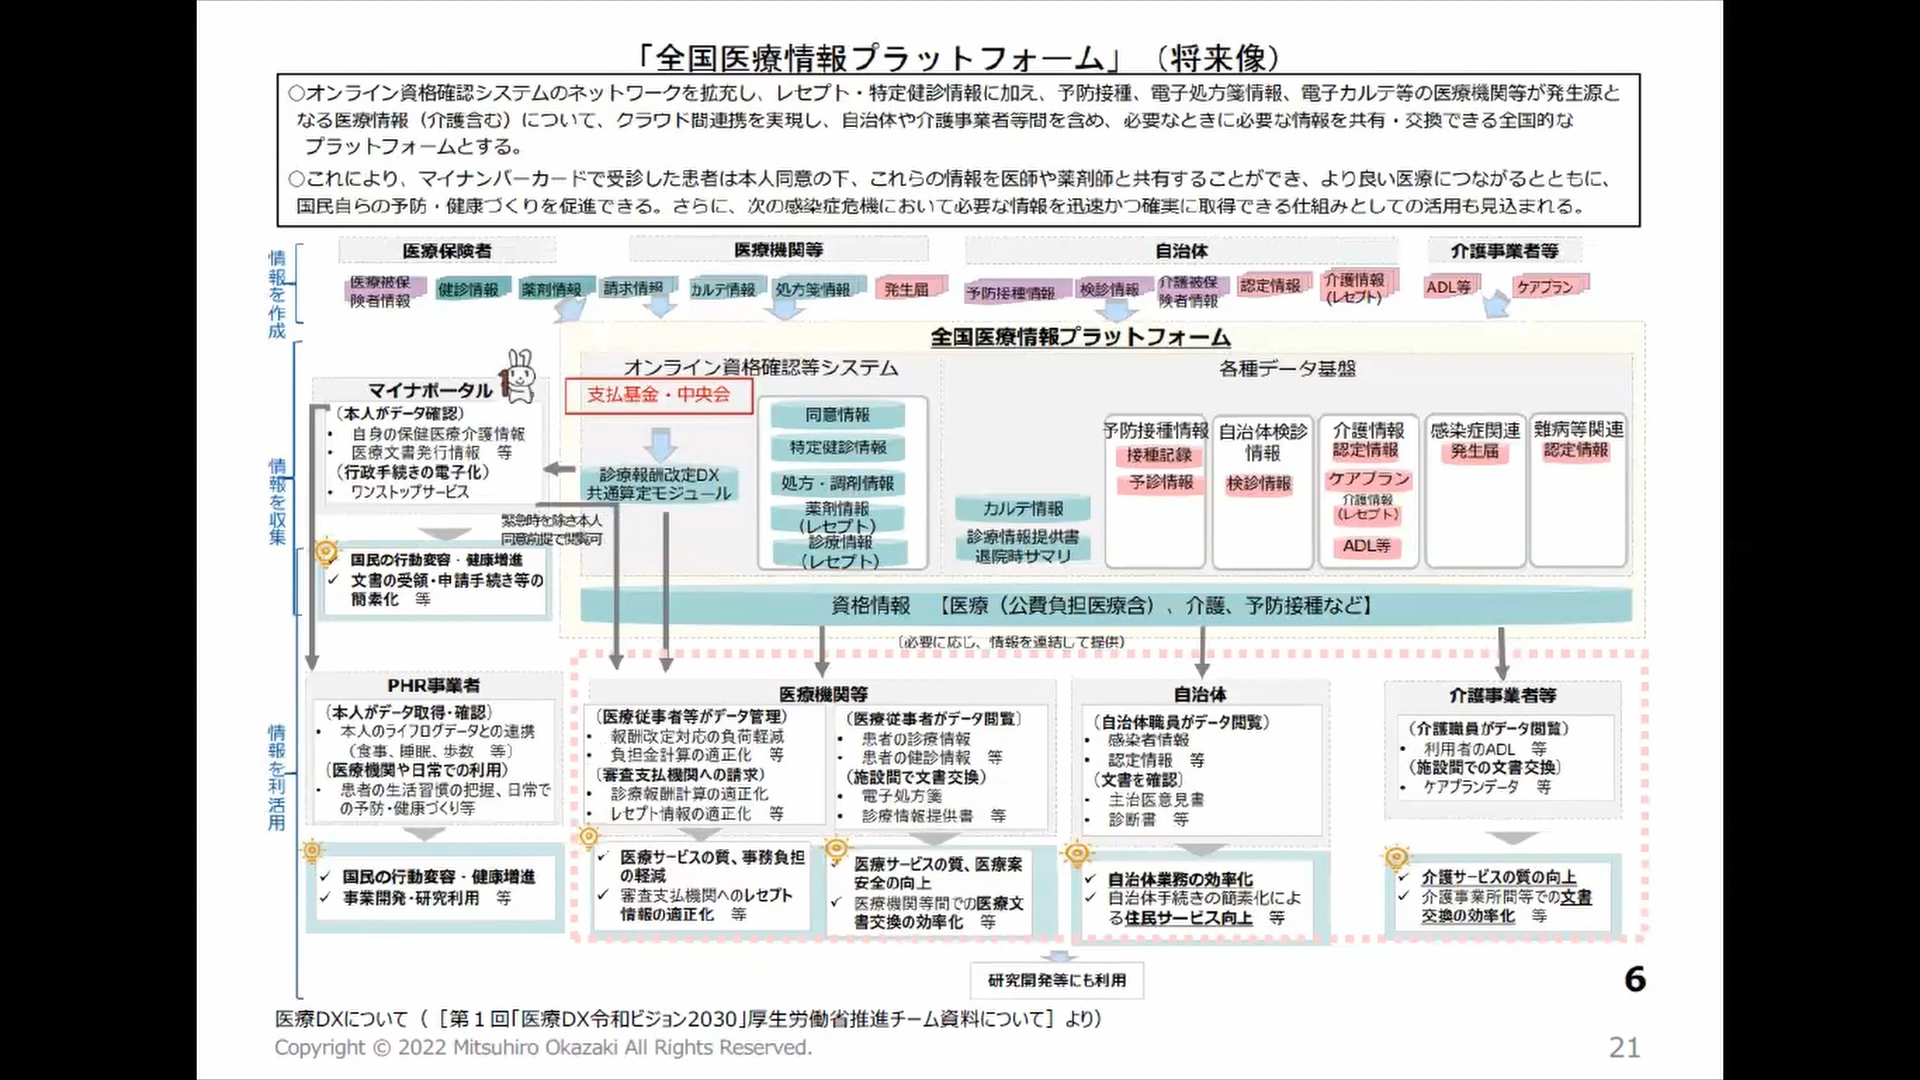 「全国医療情報プラットフォーム」（将来像）
○オンライン資格確認システムのネットワークを拡充し、レセプト・特定健診情報に加え、予防接種、電子処方箋情報、電子カルテ等の医療機関等が発生源と
なる医療情報（介護含む）について、クラウド間連携を実現し、自治体や介護事業者等間を含め、必要なときに必要な情報を共有・交換できる全国的な
プラットフォームとする。
○これにより、マイナンバーカードで受診した患者は本人同意の下、これらの情報を医師や薬剤師と共有することができ、より良い医療につながるとともに、
国民自らの予防・健康づくりを促進できる。さらに、次の感染症危機において必要な情報を迅速かつ確実に取得できる仕組みとしての活用も見込まれる。
情報を作成
医療保険者
医療機関等
自治体
介護事業者等
医療被保
険者情報
健診情報
薬剤情報
請求情報
カルテ情報
処方箋情報
発生届
予防接種情報
検診情報
介護被保
険者情報
認定情報
介護情報
（レセプト）
ADL等
ケアプラン
情報を収集
全国医療情報プラットフォーム
マイナポータル
（本人がデータ確認）
• 自身の保健医療介護情報
• 医療文書発行情報　等
（行政手続きの電子化）
• ワンストップサービス
緊急時を除き本人
同意前提で閲覧可
国民の行動変容・健康増進
✓ 文書の受領・申請手続き等の
簡素化　等
オンライン資格確認等システム
支払基金・中央会
診療報酬改定DX
共通算定モジュール
同意情報
特定健診情報
処方・調剤情報
薬剤情報
（レセプト）
診療情報
（レセプト）
各種データ基盤
カルテ情報
診療情報提供書
退院時サマリ
予防接種情報
接種記録
予診情報
自治体検診
情報
検診情報
介護情報
認定情報
ケアプラン
介護情報
（レセプト）
ADL等
感染症関連
発生届
難病等関連
認定情報
資格情報　【医療（公費負担医療含）、介護、予防接種など】
（必要に応じ、情報を連結して提供）
情報を利活用
PHR事業者
（本人がデータ取得・確認）
• 本人のライフログデータとの連携
（食事、睡眠、歩数　等）
（医療機関や日常での利用）
• 患者の生活習慣の把握、日常で
の予防・健康づくり等
✓ 国民の行動変容・健康増進
✓ 事業開発・研究利用　等
医療機関等
（医療従事者等がデータ管理）
• 報酬改定対応の負荷軽減
• 負担金計算の適正化　等
（審査支払機関への請求）
• 診療報酬計算の適正化
• レセプト情報の適正化　等
（医療従事者がデータ閲覧）
• 患者の診療情報
• 患者の健診情報　等
（施設間で文書交換）
• 電子処方箋
• 診療情報提供書　等
✓ 医療サービスの質、事務負担
の軽減
✓ 審査支払機関へのレセプト
情報の適正化　等
✓ 医療サービスの質、医療案
安全の向上
✓ 医療機関等間での医療文
書交換の効率化　等
自治体
（自治体職員がデータ閲覧）
• 感染者情報
• 認定情報　等
（文書を確認）
• 主治医意見書
• 診断書　等
✓ 自治体業務の効率化
✓ 自治体手続きの簡素化によ
る住民サービス向上　等
介護事業者等
（介護職員がデータ閲覧）
• 利用者のADL　等
（施設間での文書交換）
• ケアプランデータ　等
✓ 介護サービスの質の向上
✓ 介護事業所間等での文書
交換の効率化　等
研究開発等にも利用
6
医療DXについて（［第１回｢医療DX令和ビジョン2030｣厚生労働省推進チーム資料について］より）
Copyright © 2022 Mitsuhiro Okazaki All Rights Reserved.
21